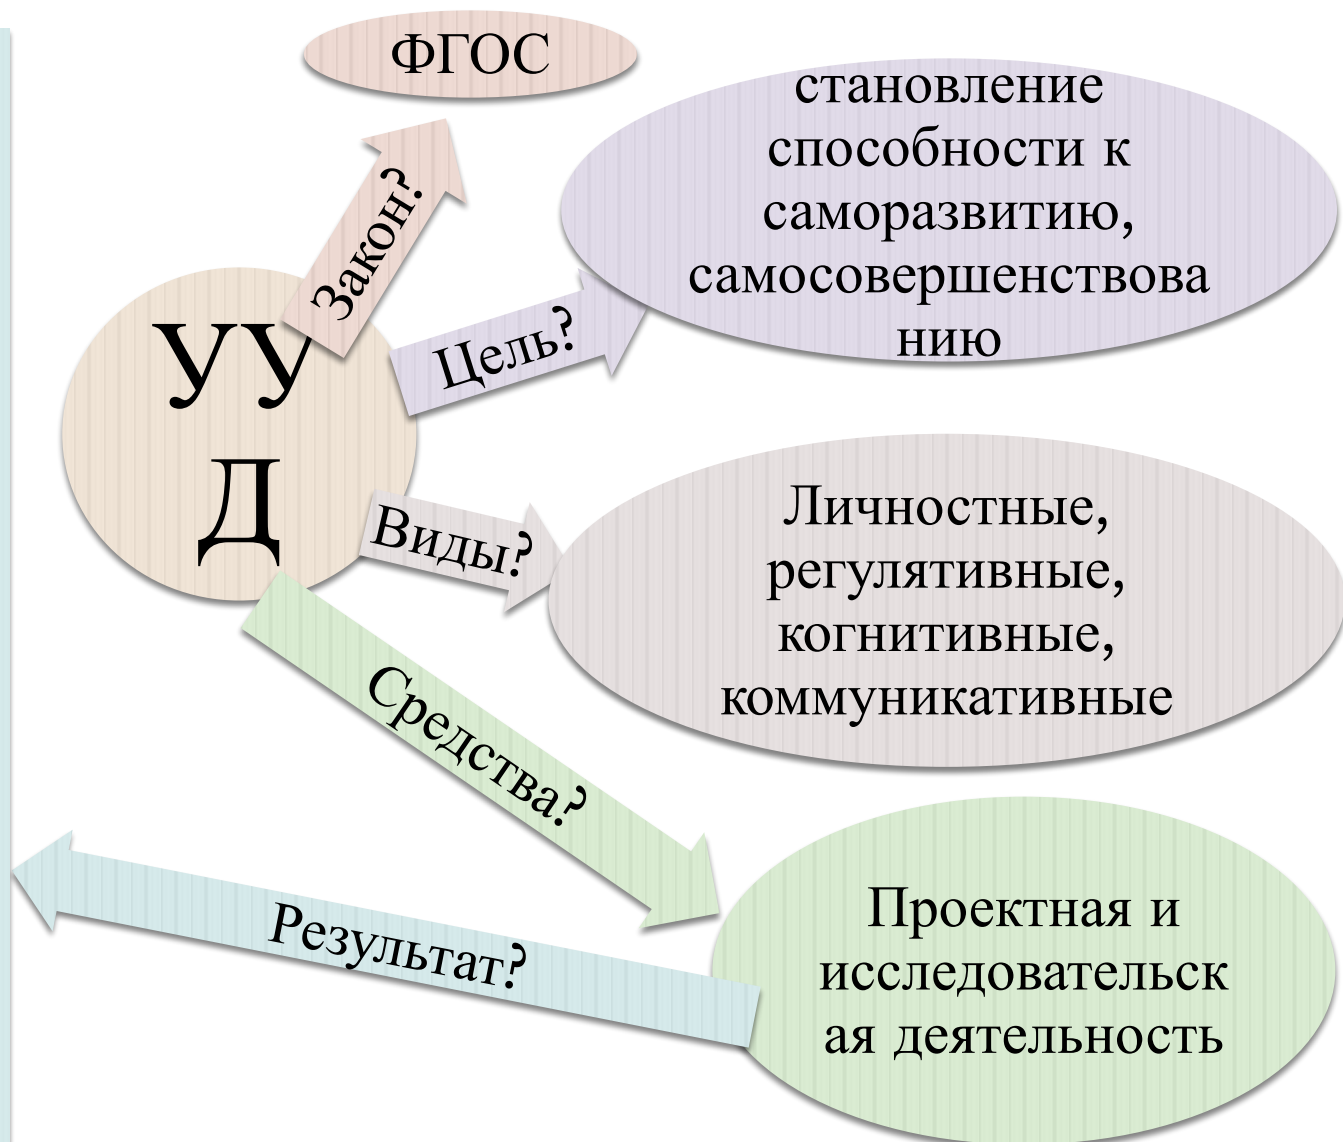 ФГОС
становление
способности к
саморазвитию,
самосовершенствова
нию
Закон?
Цель?
УУ
Д
Виды?
Личностные,
регулятивные,
когнитивные,
коммуникативные
Средства?
Результат?
Проектная и
исследовательск
ая деятельность